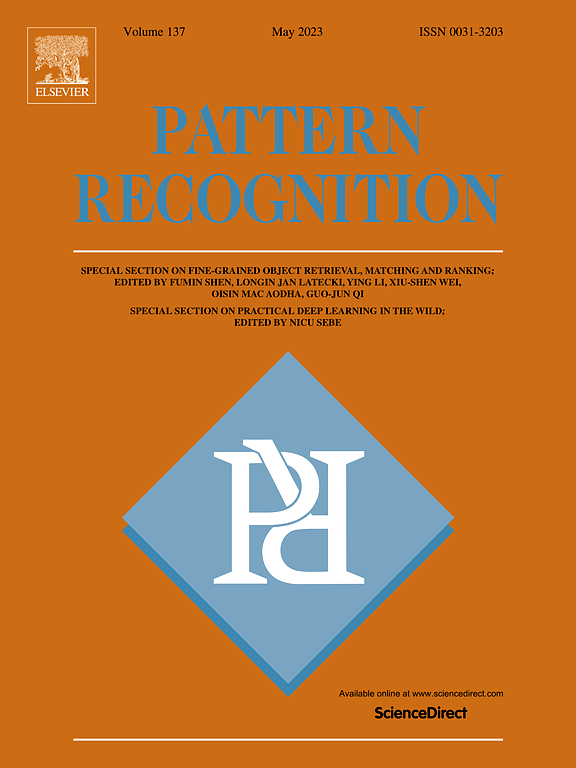 Volume 137 May 2023 ISSN 0031-3203
ELSEVIER
PATTERN
RECOGNITION
SPECIAL SECTION ON FINE-GRAINED OBJECT RETRIEVAL, MATCHING AND RANKING;
EDITED BY FUMIN SHEN, LONGIN JAN LATECKI, YING LI, XIU-SHEN WEI,
OISIN MAC AODHA, GUO-JUN QI
SPECIAL SECTION ON PRACTICAL DEEP LEARNING IN THE WILD;
EDITED BY NICU SEBE
PR
Available online at www.sciencedirect.com
ScienceDirect